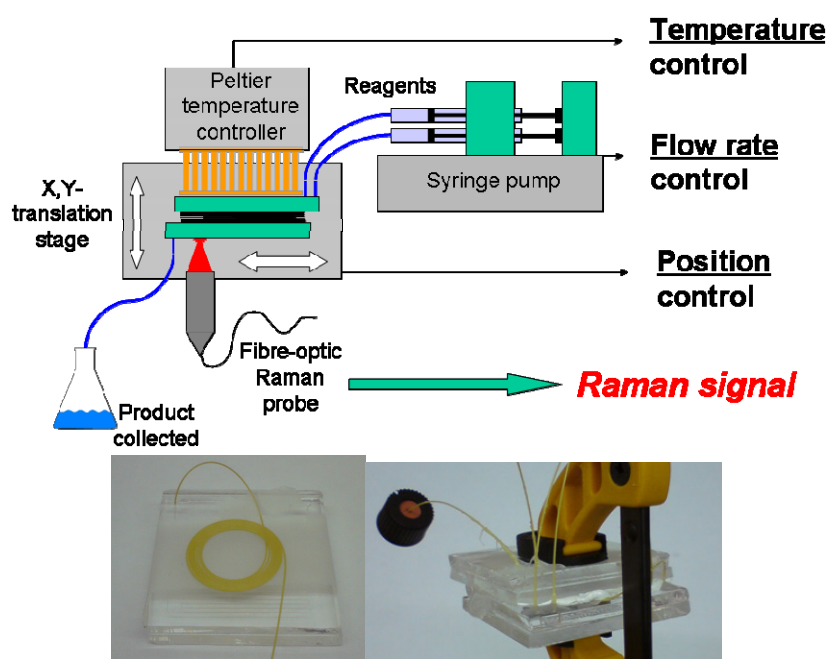 Temperature
control
Peltier
temperature
controller
Reagents
Flow rate
control
Syringe pump
X,Y-
translation
stage
Position
control
Fibre-optic
Raman
probe
Raman signal
Product
collected